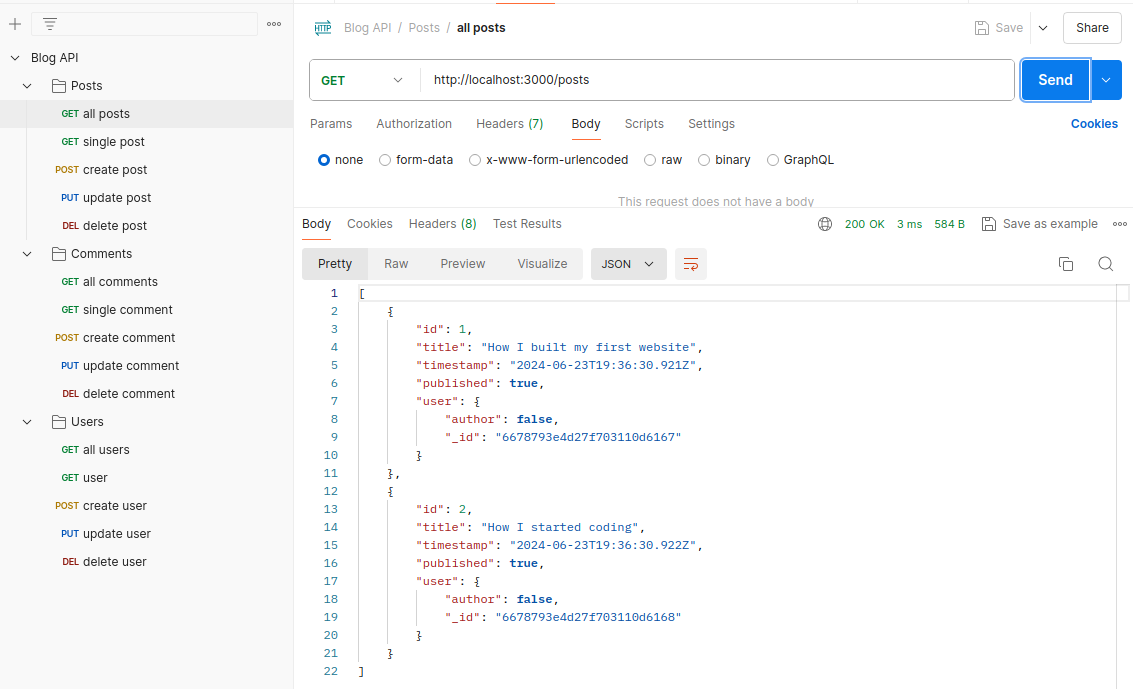 Blog API
Posts
GET all posts
GET single post
POST create post
PUT update post
DEL delete post
Comments
GET all comments
GET single comment
POST create comment
PUT update comment
DEL delete comment
Users
GET all users
GET user
POST create user
PUT update user
DEL delete user
HTTP Blog API / Posts / all posts Save Share
GET http://localhost:3000/posts Send
Params Authorization Headers (7) Body Scripts Settings Cookies
none form-data x-www-form-urlencoded raw binary GraphQL
This request does not have a body
Body Cookies Headers (8) Test Results 200 OK 3 ms 584 B Save as example
Pretty Raw Preview Visualize JSON
1 [
2 {
3 "id": 1,
4 "title": "How I built my first website",
5 "timestamp": "2024-06-23T19:36:30.921Z",
6 "published": true,
7 "user": {
8 "author": false,
9 "_id": "6678793e4d27f703110d6167"
10 }
11 },
12 {
13 "id": 2,
14 "title": "How I started coding",
15 "timestamp": "2024-06-23T19:36:30.922Z",
16 "published": true,
17 "user": {
18 "author": false,
19 "_id": "6678793e4d27f703110d6168"
20 }
21 }
22 ]